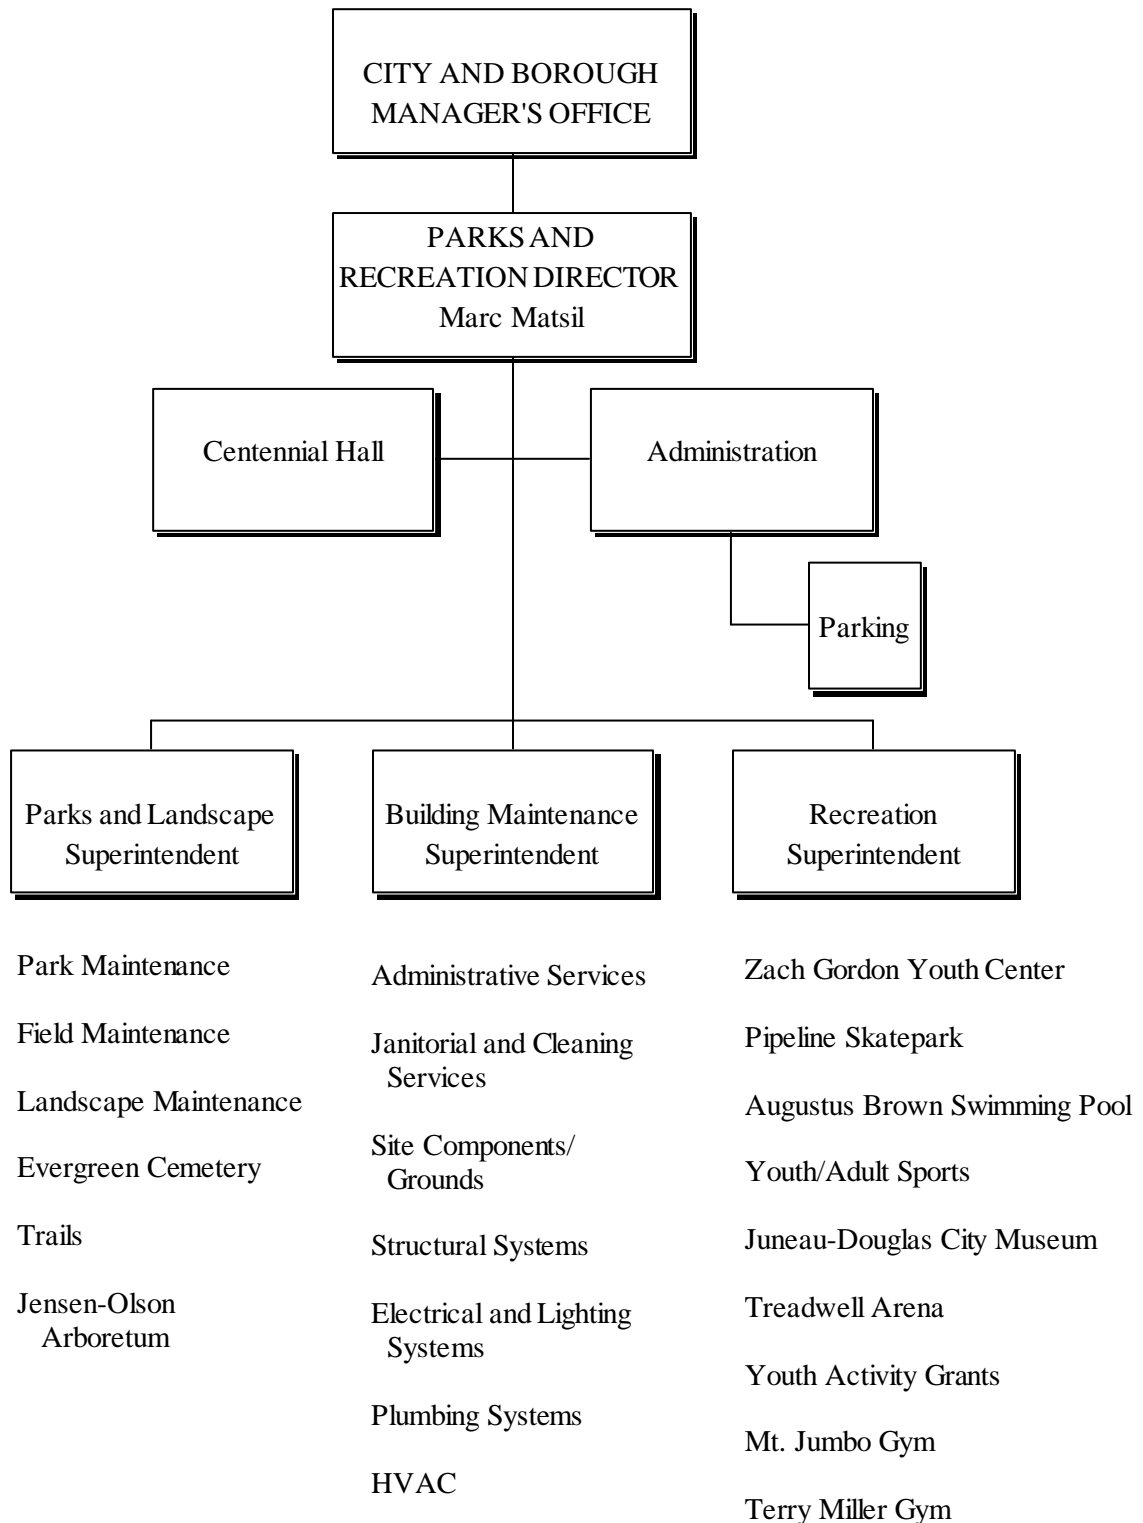 CITY AND BOROUGH
MANAGER'S OFFICE
PARKS AND
RECREATION DIRECTOR
Marc Matsil
Centennial Hall
Administration
Parking
Parks and Landscape
Superintendent
Building Maintenance
Superintendent
Recreation
Superintendent
Park Maintenance
Field Maintenance
Landscape Maintenance
Evergreen Cemetery
Trails
Jensen-Olson
Arboretum
Administrative Services
Janitorial and Cleaning
Services
Site Components/
Grounds
Structural Systems
Electrical and Lighting
Systems
Plumbing Systems
HVAC
Zach Gordon Youth Center
Pipeline Skatepark
Augustus Brown Swimming Pool
Youth/Adult Sports
Juneau-Douglas City Museum
Treadwell Arena
Youth Activity Grants
Mt. Jumbo Gym
Terry Miller Gym